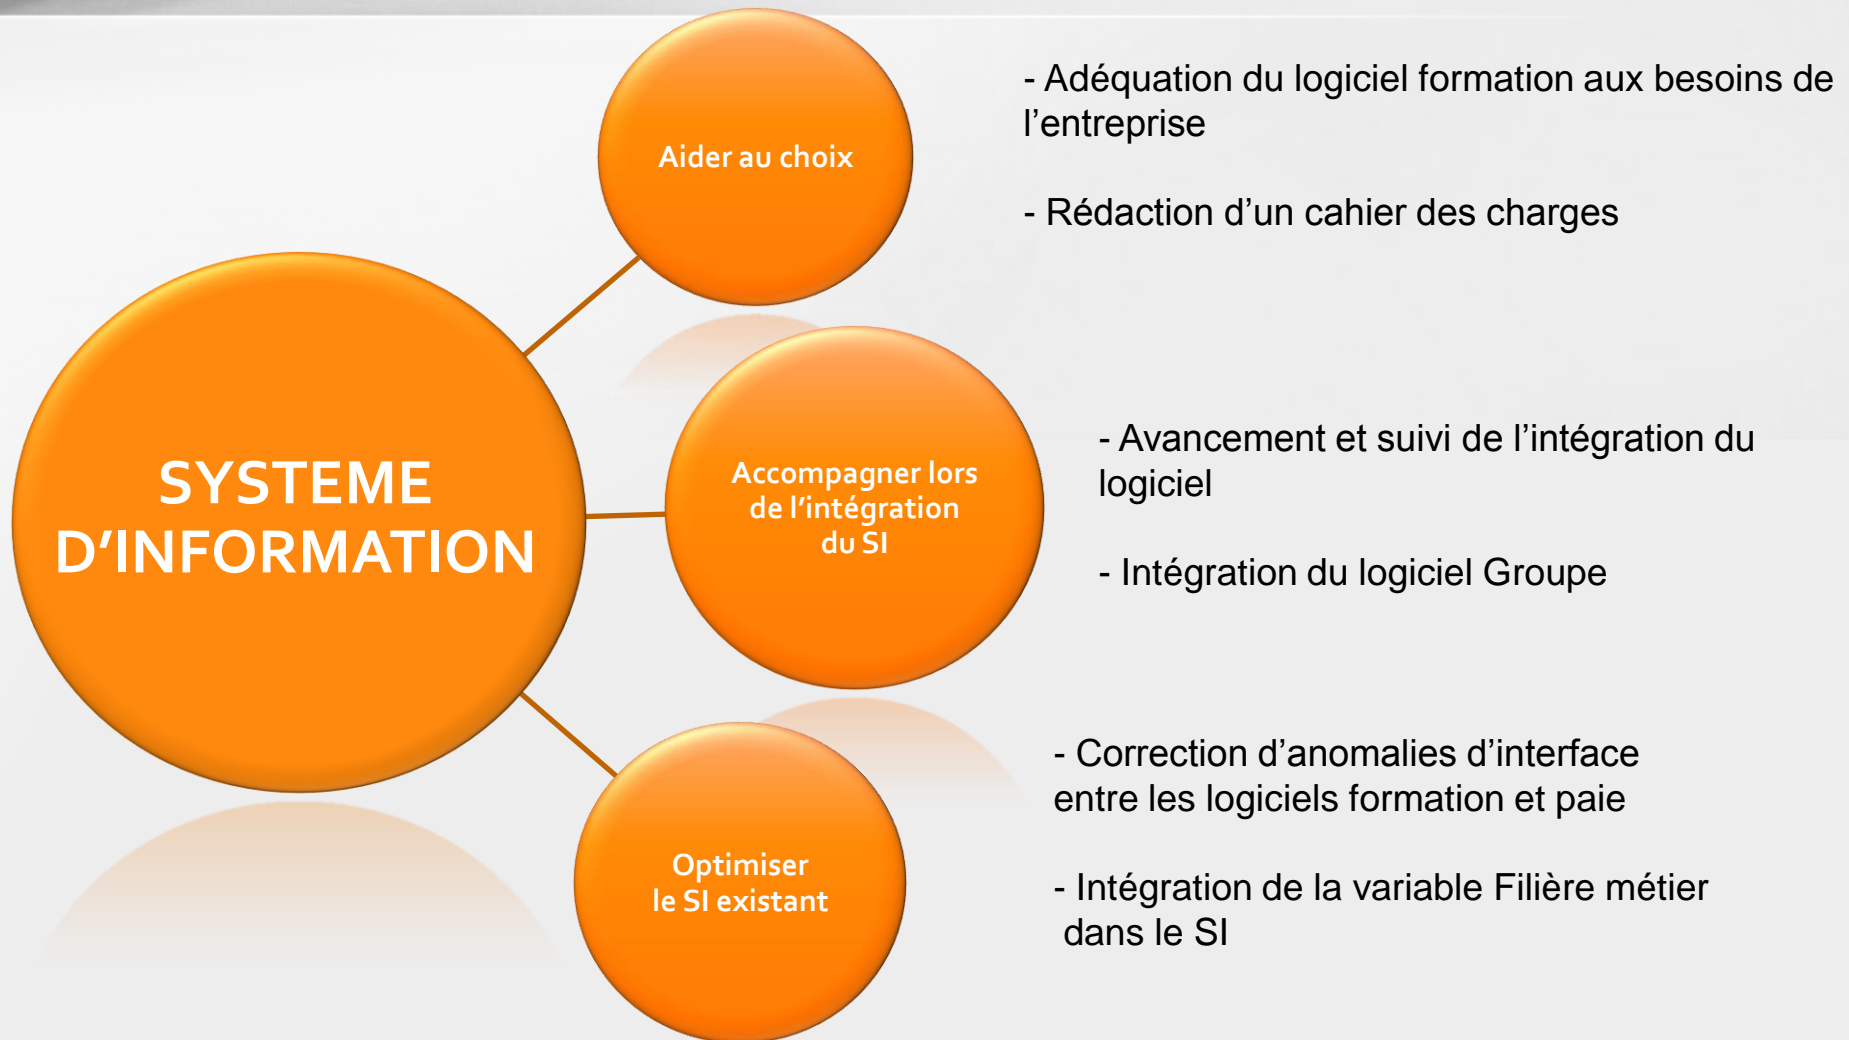 SYSTEME
D’INFORMATION
Aider au choix
- Adéquation du logiciel formation aux besoins de
l’entreprise
- Rédaction d’un cahier des charges
Accompagner lors
de l’intégration
du SI
- Avancement et suivi de l’intégration du
logiciel
- Intégration du logiciel Groupe
Optimiser
le SI existant
- Correction d’anomalies d’interface
entre les logiciels formation et paie
- Intégration de la variable Filière métier
dans le SI